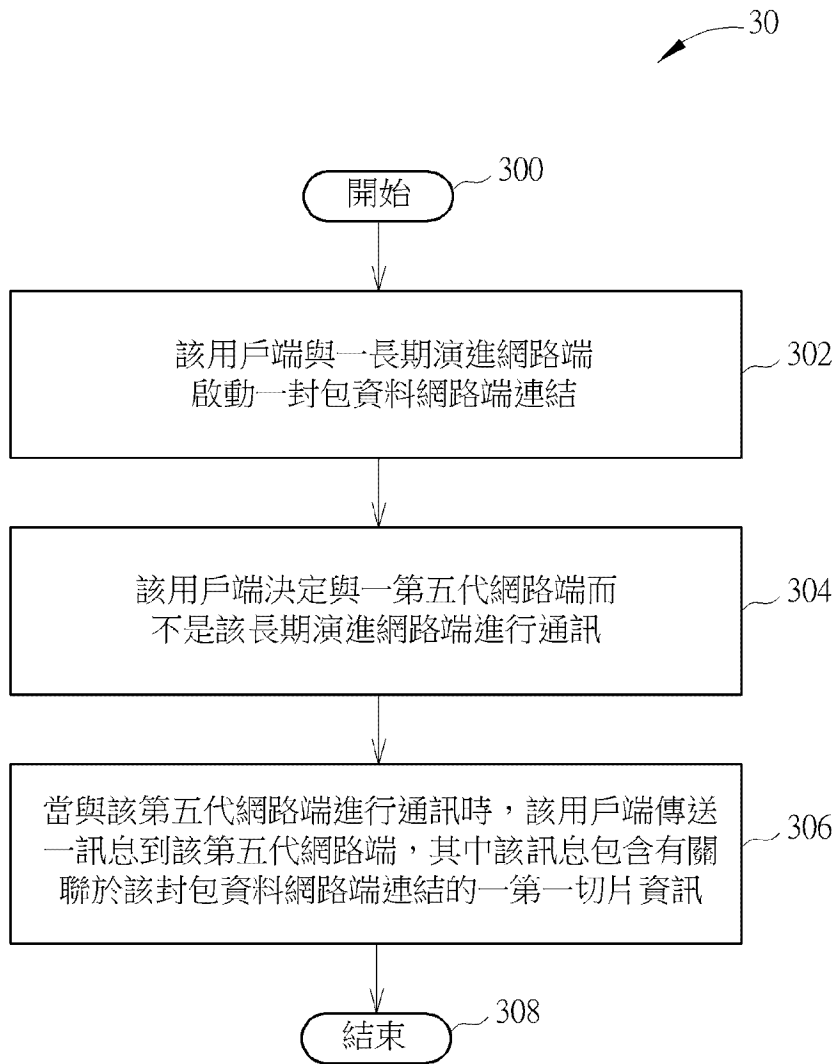 30
開始
300
該用戶端與一長期演進網路端
啟動一封包資料網路端連結
302
該用戶端決定與一第五代網路端而
不是該長期演進網路端進行通訊
304
當與該第五代網路端進行通訊時，該用戶端傳送
一訊息到該第五代網路端，其中該訊息包含有關
聯於該封包資料網路端連結的一第一切片資訊
306
結束
308